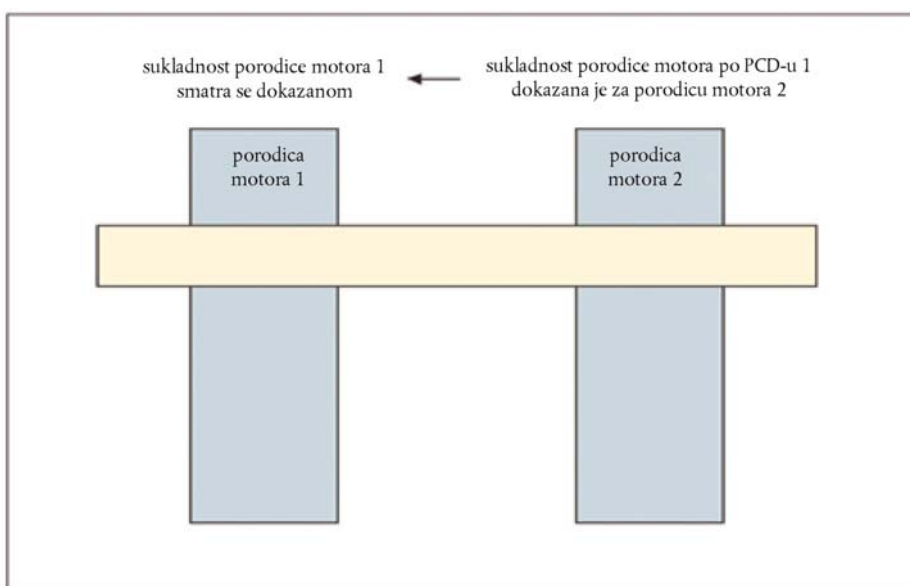 sukladnost porodice motora 1
smatra se dokazanom
sukladnost porodice motora po PCD-u 1
dokazana je za porodicu motora 2
porodica
motora 1
porodica
motora 2